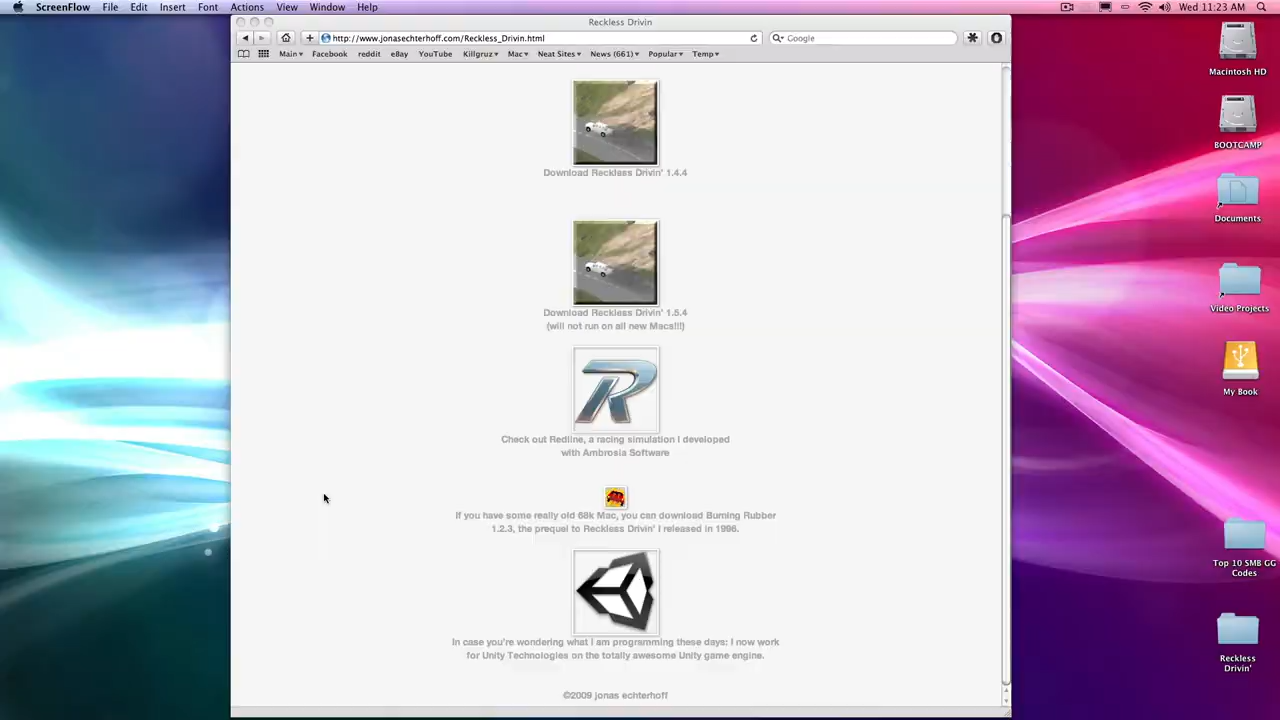 ScreenFlow File Edit Insert Font Actions View Window Help
Wed 11:23 AM
Reckless Drivin
http://www.jonasechterhoff.com/Reckless_Drivin.html
Google
Main Facebook reddit eBay YouTube Killgruz Mac Neat Sites News (661) Popular Temp
Download Reckless Drivin' 1.4.4
Download Reckless Drivin' 1.5.4
(will not run on all new Macs!!!)
R
Check out Redline, a racing simulation I developed
with Ambrosia Software
If you have some really old 68k Mac, you can download Burning Rubber
1.2.3, the prequel to Reckless Drivin' I released in 1996.
In case you're wondering what I am programming these days: I now work
for Unity Technologies on the totally awesome Unity game engine.
©2009 jonas echterhoff
Macintosh HD
BOOTCAMP
Documents
Video Projects
My Book
Top 10 SMB GG
Codes
Reckless
Drivin'